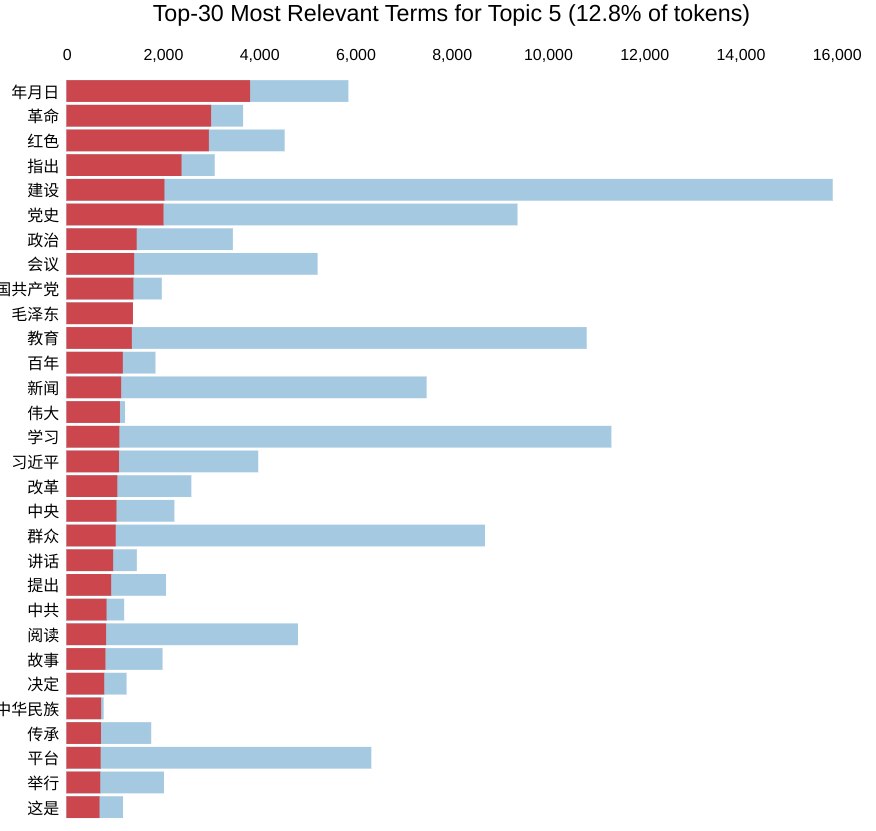 Top-30 Most Relevant Terms for Topic 5 (12.8% of tokens)
0 2,000 4,000 6,000 8,000 10,000 12,000 14,000 16,000
年月日
革命
红色
指出
建设
党史
政治
会议
国共产党
毛泽东
教育
百年
新闻
伟大
学习
习近平
改革
中央
群众
讲话
提出
中共
阅读
故事
决定
中华民族
传承
平台
举行
这是